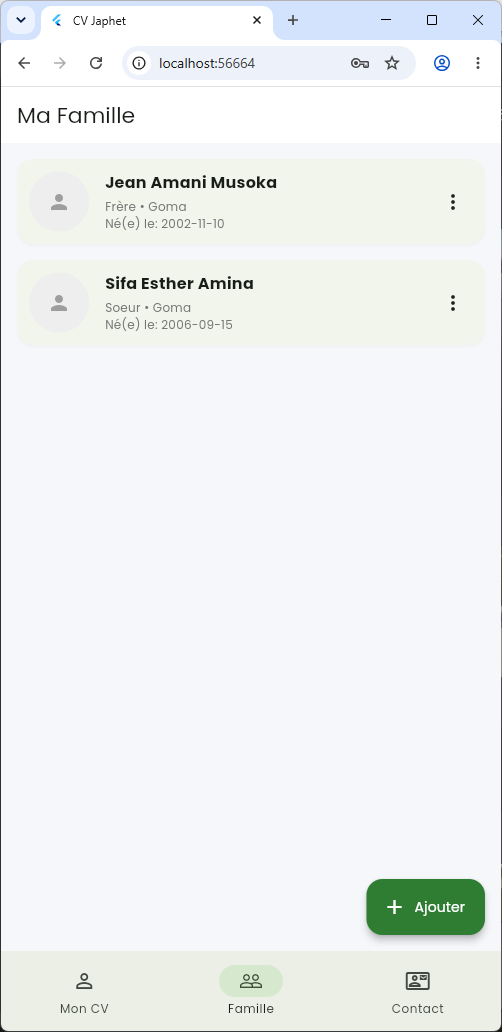 CV Japhet
localhost:56664
Ma Famille
Jean Amani Musoka
Frère • Goma
Né(e) le: 2002-11-10
Sifa Esther Amina
Soeur • Goma
Né(e) le: 2006-09-15
Ajouter
Mon CV
Famille
Contact